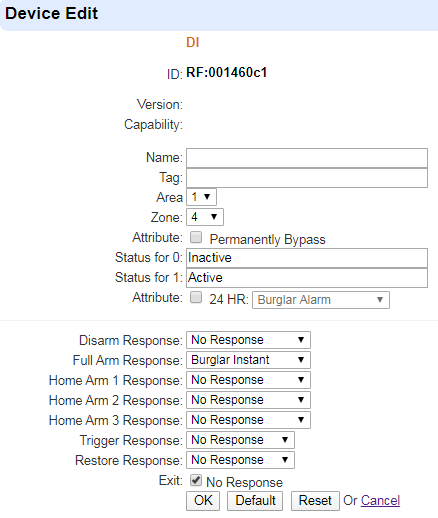 Device Edit
DI
ID: RF:001460c1
Version:
Capability:
Name:
Tag:
Area 1
Zone: 4
Attribute: Permanently Bypass
Status for 0: Inactive
Status for 1: Active
Attribute: 24 HR: Burglar Alarm
Disarm Response: No Response
Full Arm Response: Burglar Instant
Home Arm 1 Response: No Response
Home Arm 2 Response: No Response
Home Arm 3 Response: No Response
Trigger Response: No Response
Restore Response: No Response
Exit: No Response
OK Default Reset Or Cancel